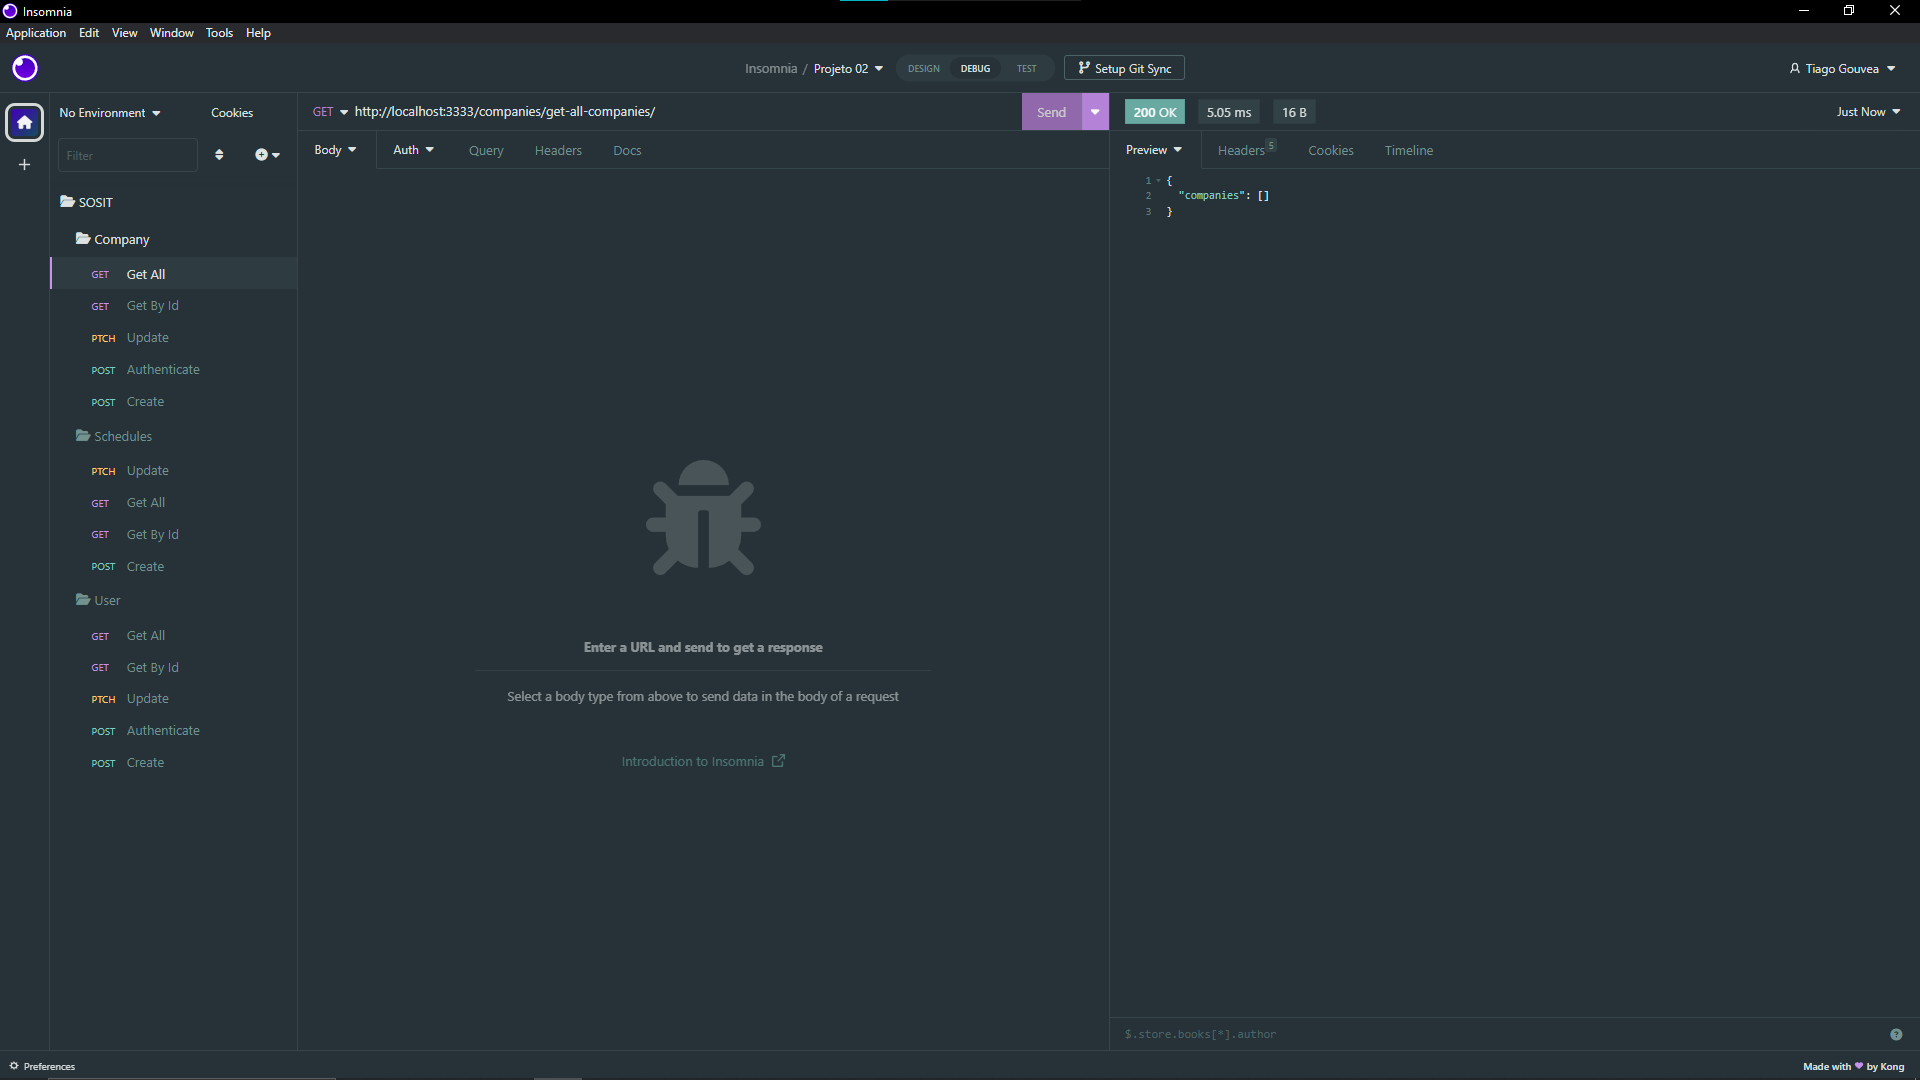 Insomnia
Application Edit View Window Tools Help
Insomnia / Projeto 02 DESIGN DEBUG TEST Setup Git Sync Tiago Gouvea
No Environment Cookies
Filter
SOSIT
Company
GET Get All
GET Get By Id
PTCH Update
POST Authenticate
POST Create
Schedules
PTCH Update
GET Get All
GET Get By Id
POST Create
User
GET Get All
GET Get By Id
PTCH Update
POST Authenticate
POST Create
GET http://localhost:3333/companies/get-all-companies/ Send
Body Auth Query Headers Docs
Enter a URL and send to get a response
Select a body type from above to send data in the body of a request
Introduction to Insomnia
200 OK 5.05 ms 16 B Just Now
Preview Headers 5 Cookies Timeline
1 {
2 "companies": []
3 }
$.store.books[*].author
Preferences Made with ♥ by Kong